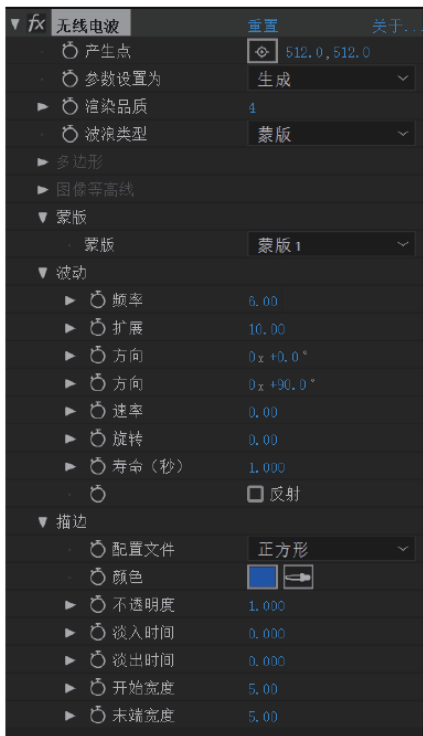 fx 无线电波 重置 关于...
产生点 512.0,512.0
参数设置为 生成
渲染品质 4
波浪类型 蒙版
多边形
图像等高线
蒙版
蒙版 蒙版 1
波动
频率 6.00
扩展 10.00
方向 0x +0.0°
方向 0x +90.0°
速率 0.00
旋转 0.00
寿命（秒） 1.000
反射
描边
配置文件 正方形
颜色
不透明度 1.000
淡入时间 0.000
淡出时间 0.000
开始宽度 5.00
末端宽度 5.00